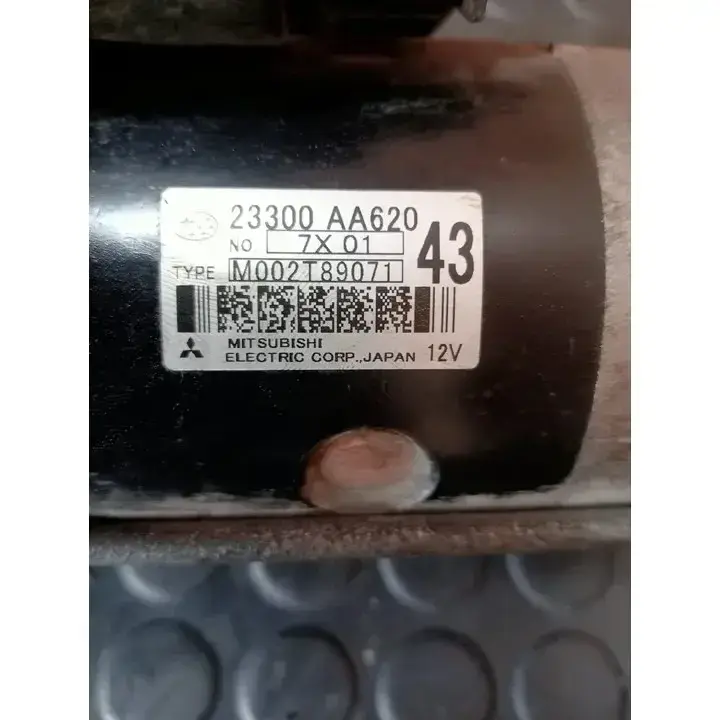 23300 AA620
NO 7X 01
43
TYPE M002T89071
MITSUBISHI
ELECTRIC CORP.,JAPAN 12V